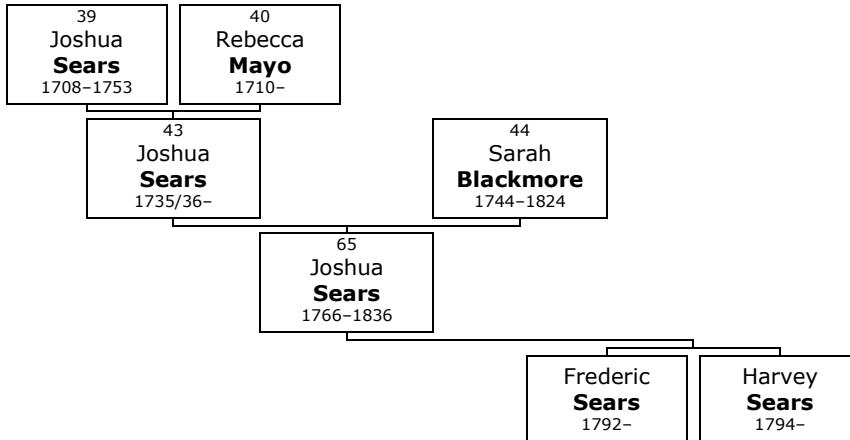 39
Joshua
Sears
1708–1753
40
Rebecca
Mayo
1710–
43
Joshua
Sears
1735/36–
44
Sarah
Blackmore
1744–1824
65
Joshua
Sears
1766–1836
Frederic
Sears
1792–
Harvey
Sears
1794–